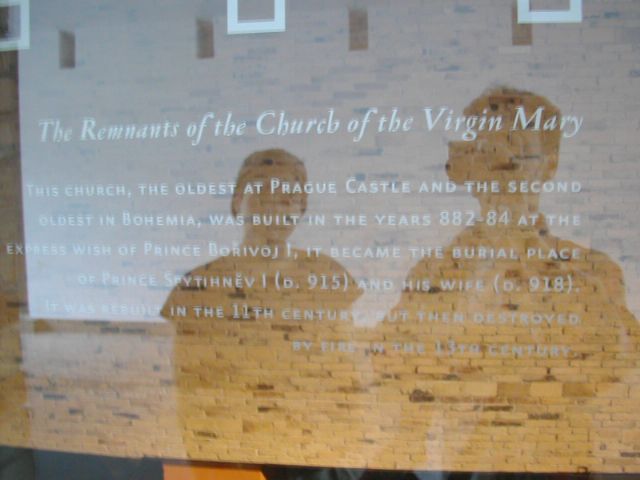 The Remnants of the Church of the Virgin Mary
This church, the oldest at Prague Castle and the second
oldest in Bohemia, was built in the years 882-84 at the
express wish of Prince Bořivoj I, it became the burial place
of Prince Spytihněv I (d. 915) and his wife (d. 918).
It was rebuilt in the 11th century, but then destroyed
by fire in the 13th century.